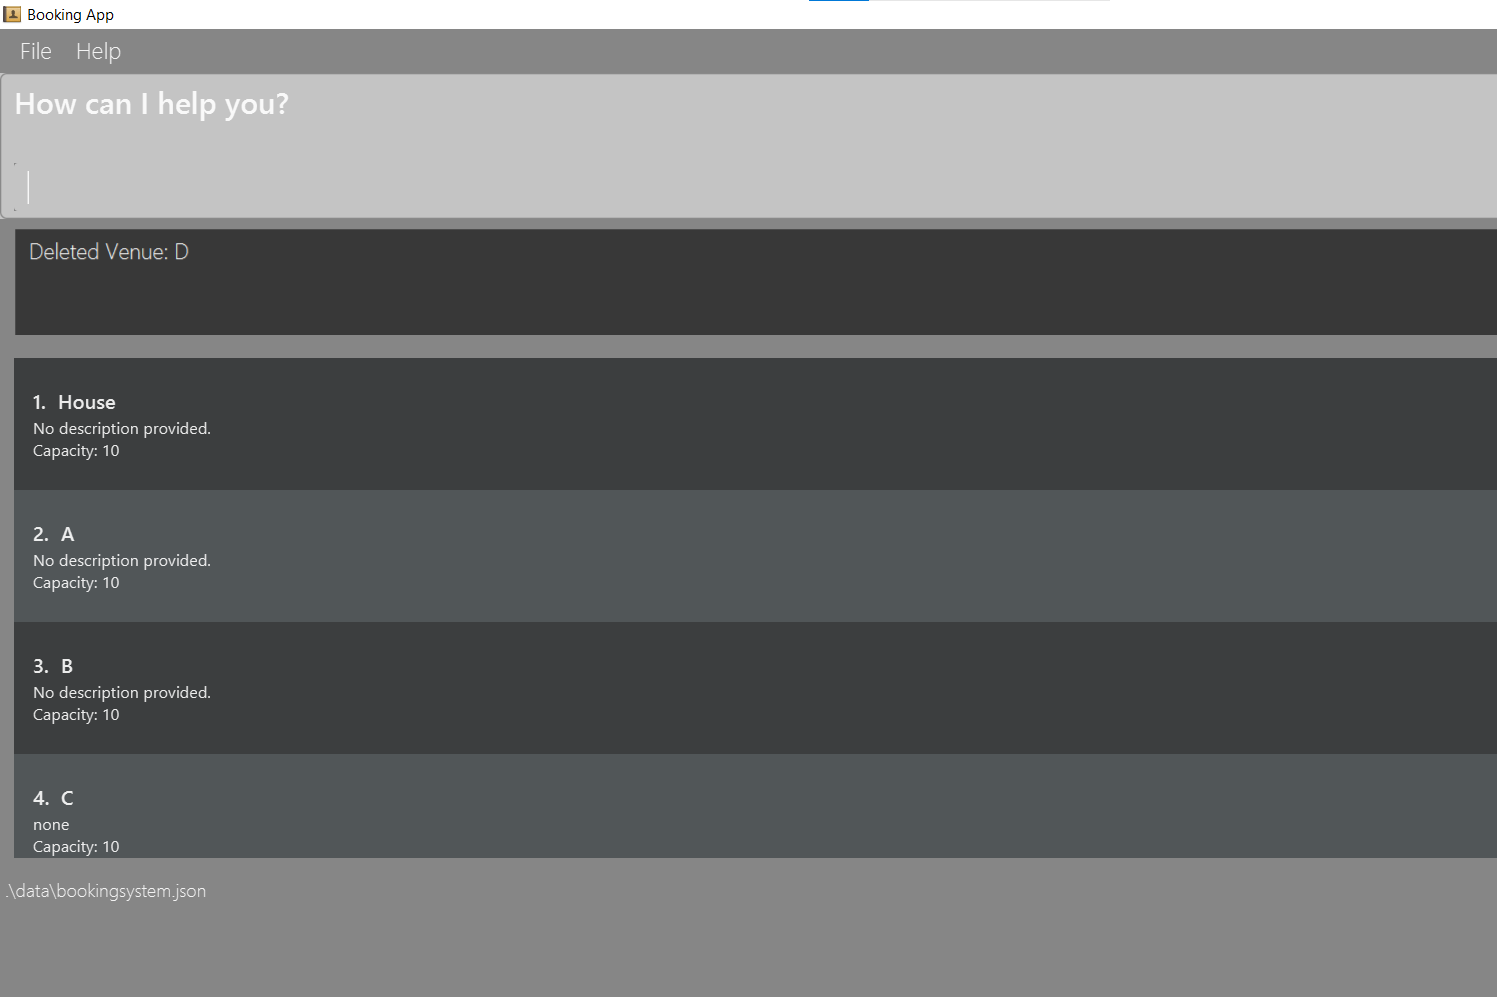 Booking App
File Help
How can I help you?
Deleted Venue: D
1. House
No description provided.
Capacity: 10
2. A
No description provided.
Capacity: 10
3. B
No description provided.
Capacity: 10
4. C
none
Capacity: 10
.\data\bookingsystem.json